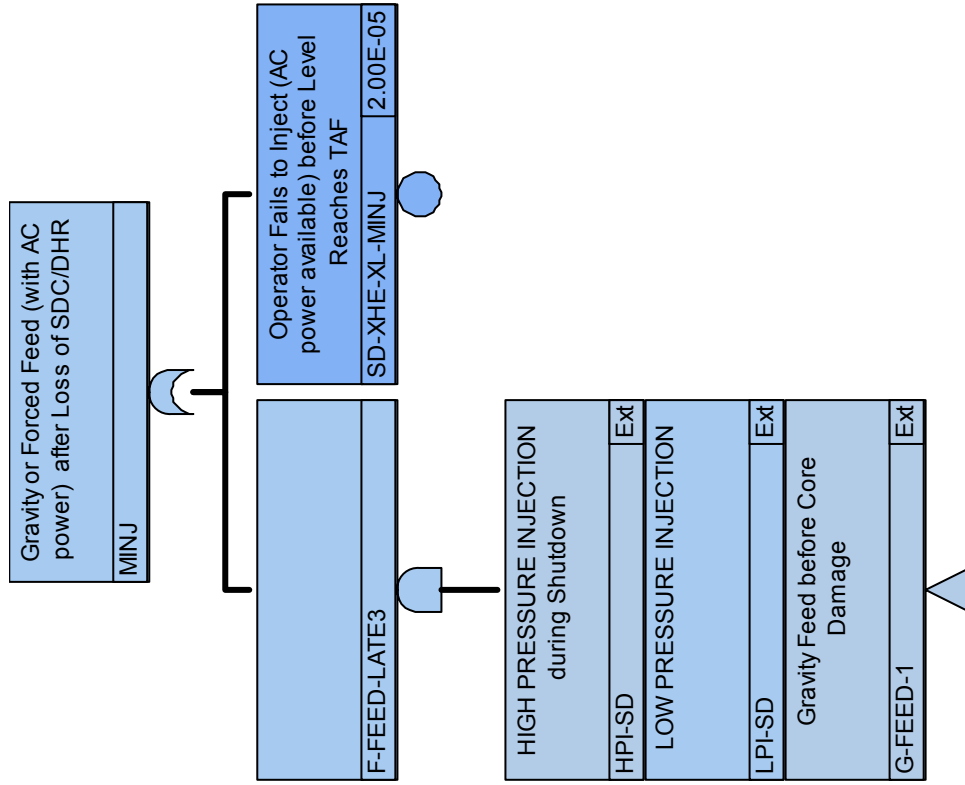 Gravity or Forced Feed (with AC
power) after Loss of SDC/DHR
MINJ
F-FEED-LATE3
Operator Fails to Inject (AC
power available) before Level
Reaches TAF
SD-XHE-XL-MINJ 2.00E-05
HIGH PRESSURE INJECTION
during Shutdown
HPI-SD Ext
LOW PRESSURE INJECTION
LPI-SD Ext
Gravity Feed before Core
Damage
G-FEED-1 Ext